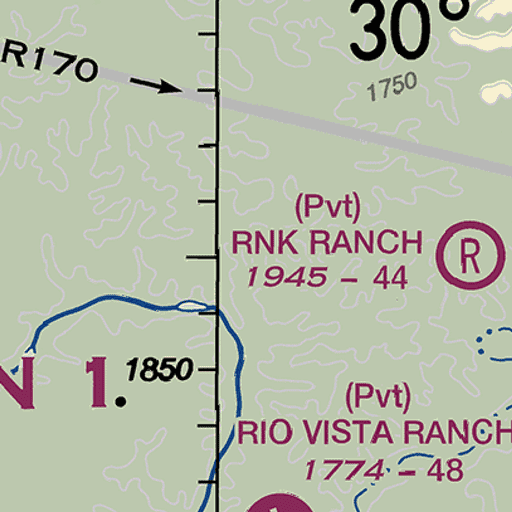 R170
30°
1750
(Pvt)
RNK RANCH
1945 - 44
R
N 1.
1850
(Pvt)
RIO VISTA RANCH
1774 - 48